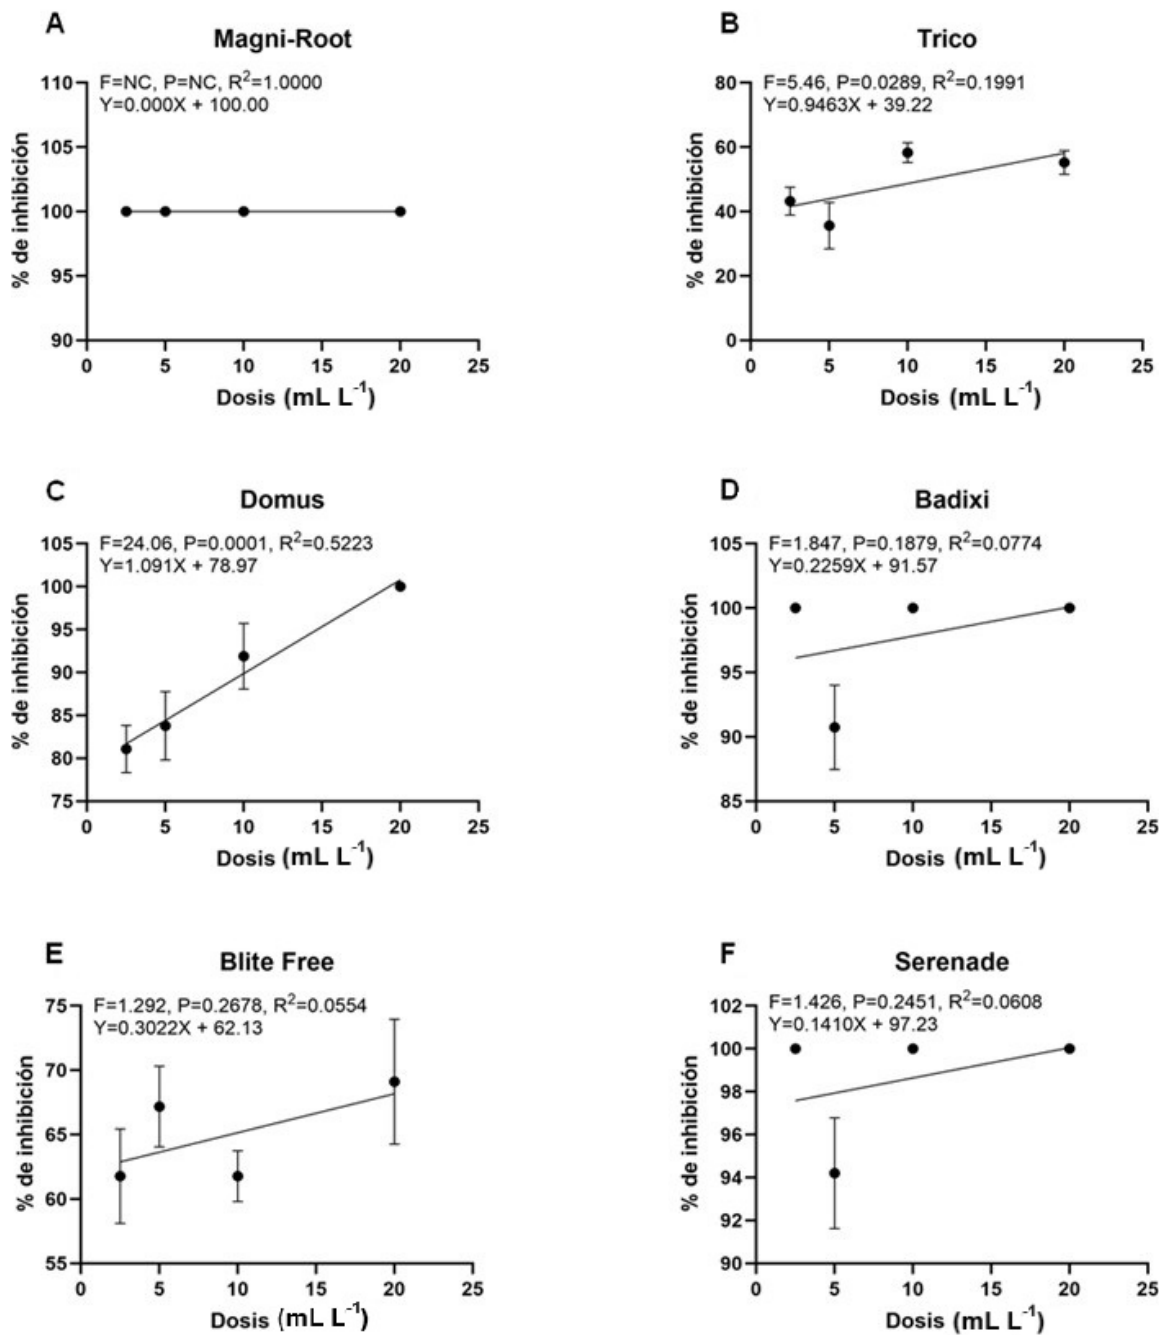 A
Magni-Root
F=NC, P=NC, R²=1.0000
Y=0.000X + 100.00
110
105
100
95
90
% de inhibición
0 5 10 15 20 25
Dosis (mL L⁻¹)
B
Trico
F=5.46, P=0.0289, R²=0.1991
Y=0.9463X + 39.22
80
60
40
20
0
% de inhibición
0 5 10 15 20 25
Dosis (mL L⁻¹)
C
Domus
F=24.06, P=0.0001, R²=0.5223
Y=1.091X + 78.97
105
100
95
90
85
80
75
% de inhibición
0 5 10 15 20 25
Dosis (mL L⁻¹)
D
Badixi
F=1.847, P=0.1879, R²=0.0774
Y=0.2259X + 91.57
105
100
95
90
85
% de inhibición
0 5 10 15 20 25
Dosis (mL L⁻¹)
E
Blite Free
F=1.292, P=0.2678, R²=0.0554
Y=0.3022X + 62.13
75
70
65
60
55
% de inhibición
0 5 10 15 20 25
Dosis (mL L⁻¹)
F
Serenade
F=1.426, P=0.2451, R²=0.0608
Y=0.1410X + 97.23
102
100
98
96
94
92
90
% de inhibición
0 5 10 15 20 25
Dosis (mL L⁻¹)